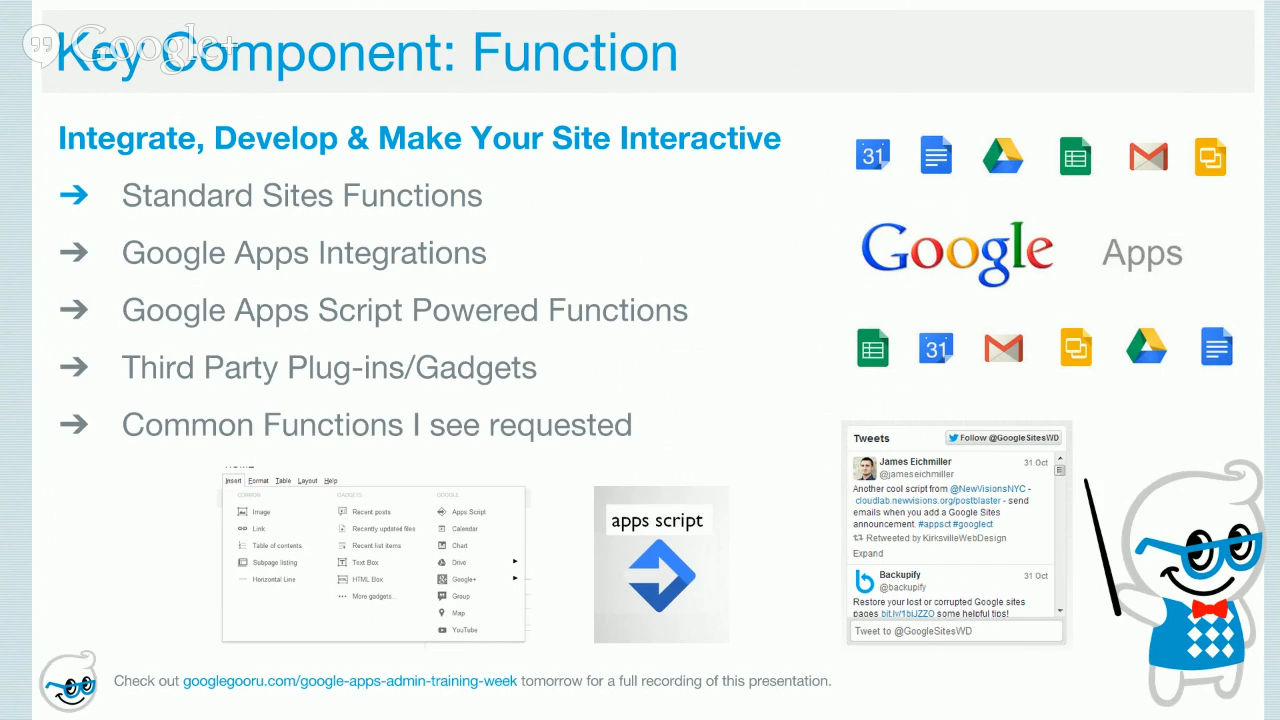 Google+
Key Component: Function
Integrate, Develop & Make Your Site Interactive
➔ Standard Sites Functions
➔ Google Apps Integrations
➔ Google Apps Script Powered Functions
➔ Third Party Plug-ins/Gadgets
➔ Common Functions I see requested
31
Google Apps
31
Insert Format Table Layout Help
COMMON GADGETS GOOGLE
Image Recent posts Apps Script
Link Recently updated files Calendar
Table of contents Recent list items Chart
Subpage listing Text Box Drive
Horizontal Line HTML Box Google+
More gadgets... Group
Map
YouTube
apps script
Tweets Follow @GoogleSitesWD
James Eichmiller 31 Oct
@jameseichmiller
Another cool script from @NewVisionsNYC -
cloudlab.newvisions.org/postblaster - send
emails when you add a Google Sites
announcement. #appsct #googlect
Retweeted by KirksvilleWebDesign
Expand
Backupify 31 Oct
@backupify
Restore your lost or corrupted Google sites
pages bit.ly/1biJZZO some helpful tips!
Tweet to @GoogleSitesWD
Check out googlegooru.com/google-apps-admin-training-week tomorrow for a full recording of this presentation.